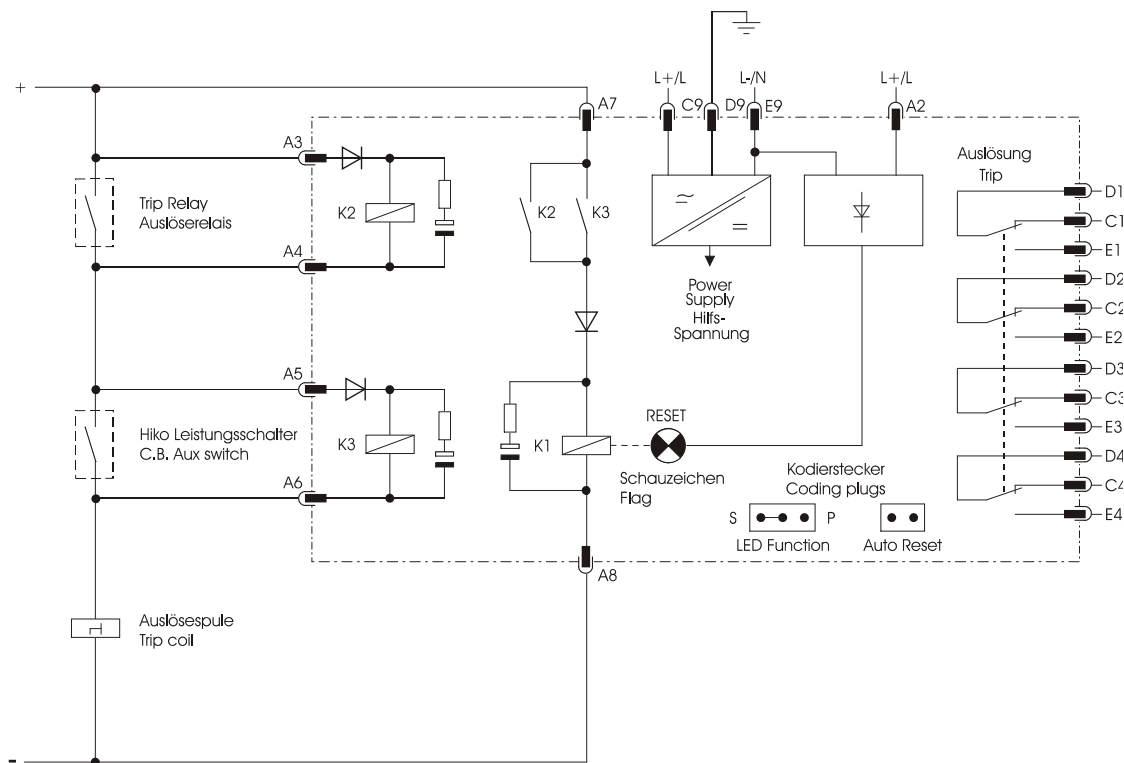 +
A7
L+/L
C9
D9
L-/N
E9
L+/L
A2
A3
Trip Relay
Auslöserelais
K2
A4
K2
K3
Power
Supply
Hilfs-
Spannung
Auslösung
Trip
D1
C1
E1
D2
C2
E2
D3
C3
E3
D4
C4
E4
A5
Hiko Leistungsschalter
C.B. Aux switch
K3
A6
K1
RESET
Schauzeichen
Flag
Kodierstecker
Coding plugs
S
P
LED Function
Auto Reset
A8
Auslösespule
Trip coil
-